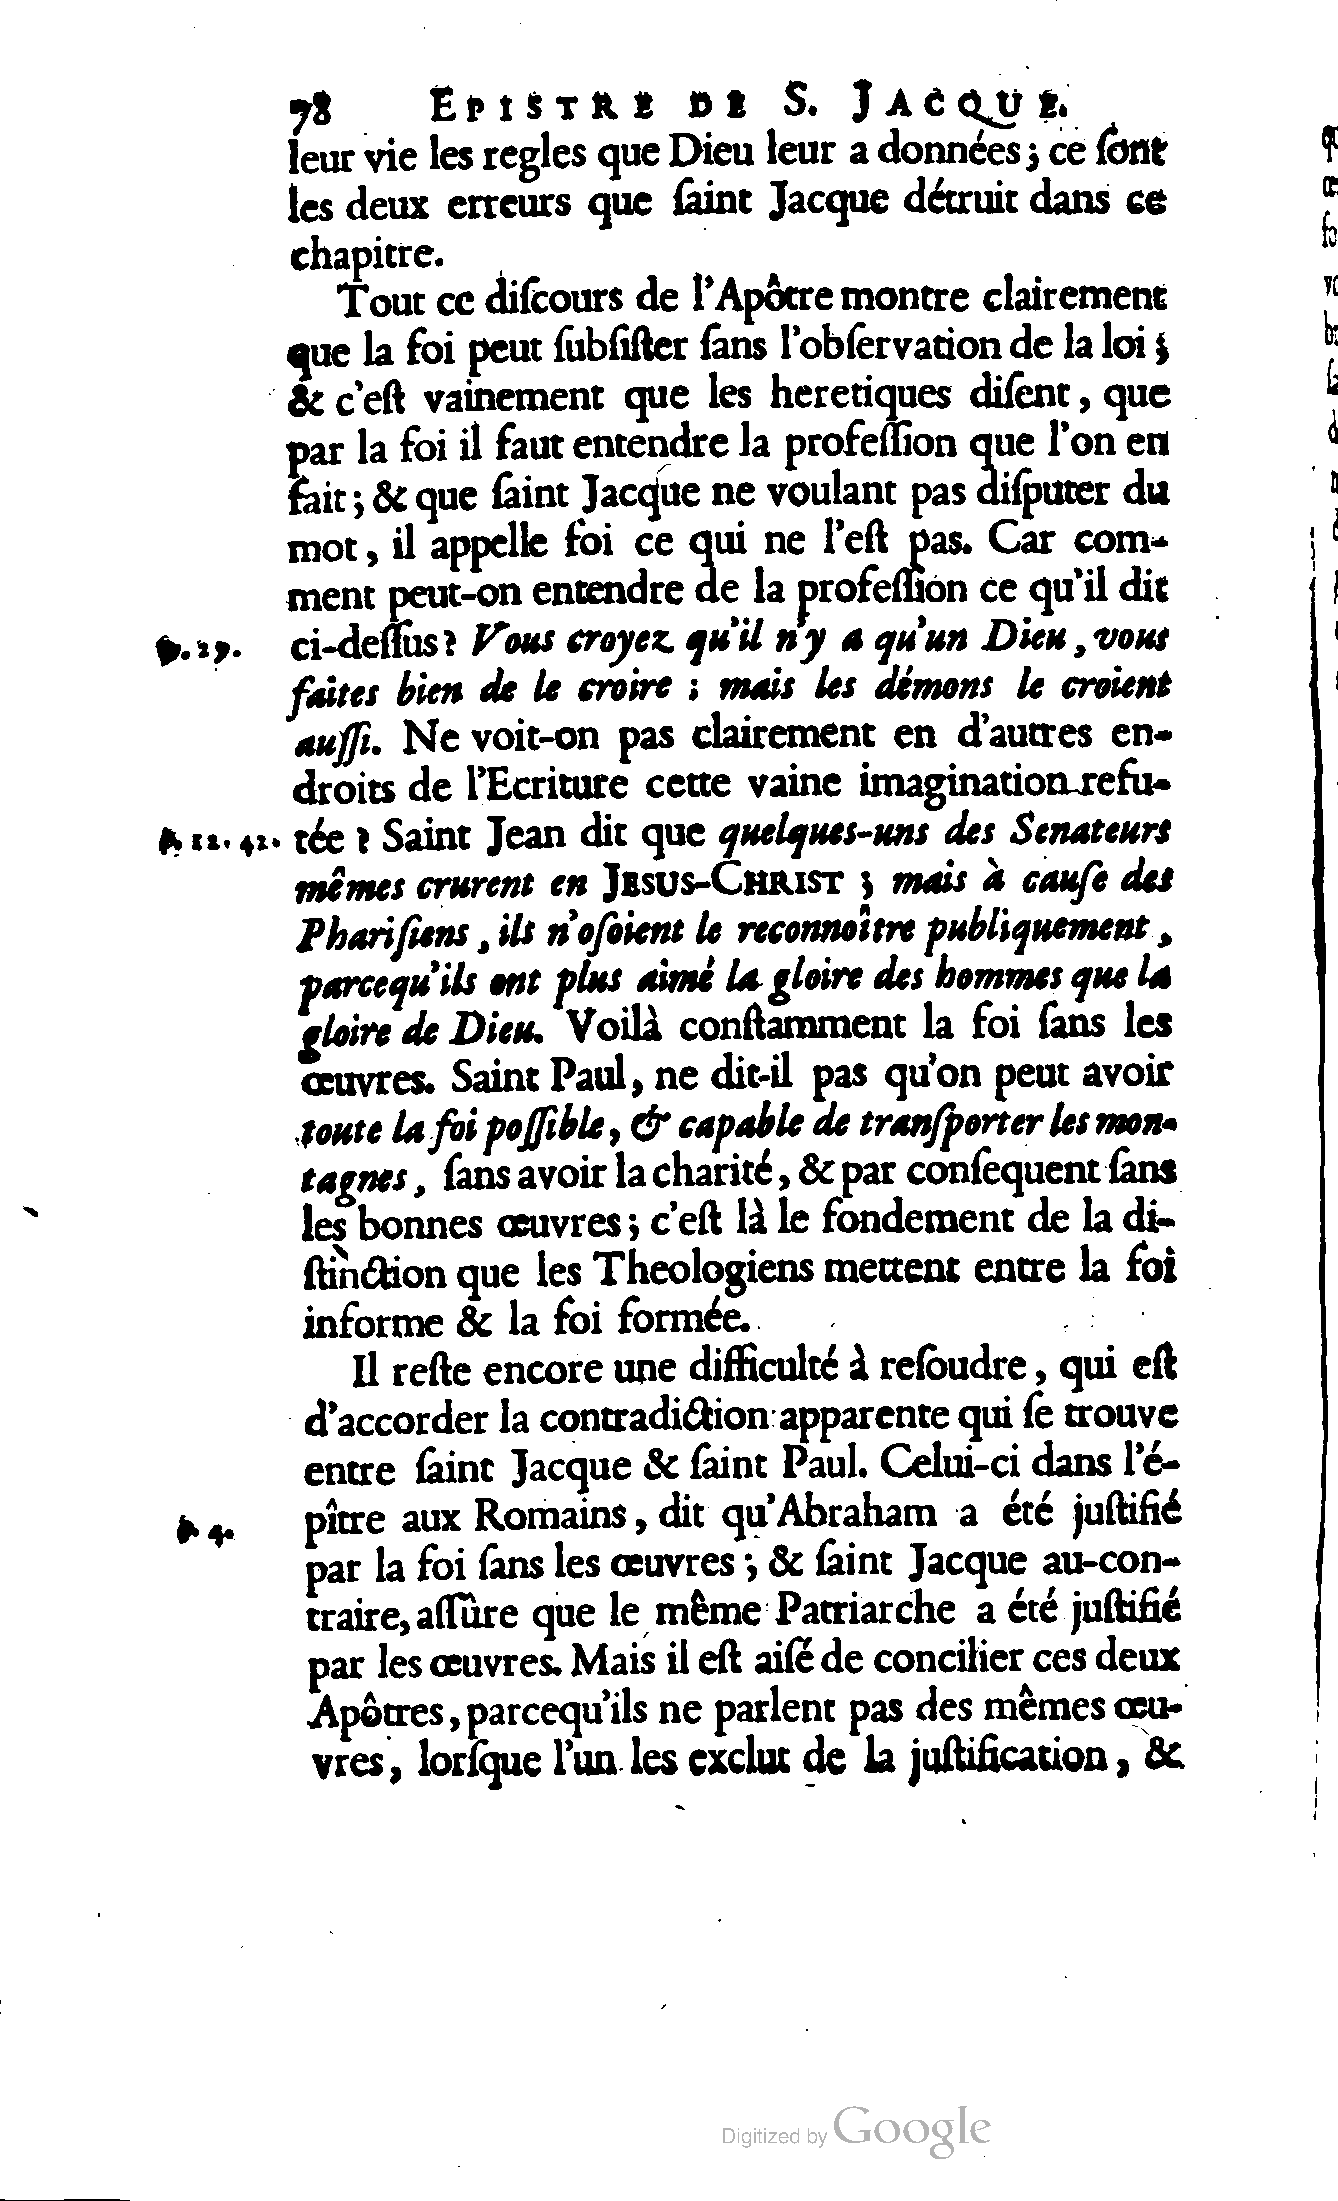 78 EPISTRE DE S. JACQUE.
leur vie les regles que Dieu leur a données; ce ſont
les deux erreurs que ſaint Jacque détruit dans ce
chapitre.
Tout ce diſcours de l'Apôtre montre clairement
que la foi peut ſubſiſter ſans l'obſervation de la loi;
& c'eſt vainement que les heretiques diſent, que
par la foi il faut entendre la profeſſion que l'on en
fait; & que ſaint Jacque ne voulant pas diſputer du
mot, il appelle foi ce qui ne l'eſt pas. Car com-
ment peut-on entendre de la profeſſion ce qu'il dit
ci-deſſus? Vous croyez qu'il n'y a qu'un Dieu, vous
faites bien de le croire : mais les démons le croient
auſſi. Ne voit-on pas clairement en d'autres en-
droits de l'Ecriture cette vaine imagination refu-
12. 42. tée? Saint Jean dit que quelques-uns des Senateurs
mêmes crurent en JESUS-CHRIST; mais à cauſe des
Phariſiens, ils n'oſoient le reconnoître publiquement,
parcequ'ils ont plus aimé la gloire des hommes que la
gloire de Dieu. Voilà conſtamment la foi ſans les
œuvres. Saint Paul, ne dit-il pas qu'on peut avoir
toute la foi poſſible, & capable de tranſporter les mon-
tagnes, ſans avoir la charité, & par conſequent ſans
les bonnes œuvres; c'eſt là le fondement de la di-
ſtinction que les Theologiens mettent entre la foi
informe & la foi formée.
Il reſte encore une difficulté à reſoudre, qui eſt
d'accorder la contradiction apparente qui ſe trouve
entre ſaint Jacque & ſaint Paul. Celui-ci dans l'é-
4. pître aux Romains, dit qu'Abraham a été juſtifié
par la foi ſans les œuvres; & ſaint Jacque au-con-
traire, aſſûre que le même Patriarche a été juſtifié
par les œuvres. Mais il eſt aiſé de concilier ces deux
Apôtres, parcequ'ils ne parlent pas des mêmes œu-
vres, lorſque l'un les exclut de la juſtification, &
Digitized by Google